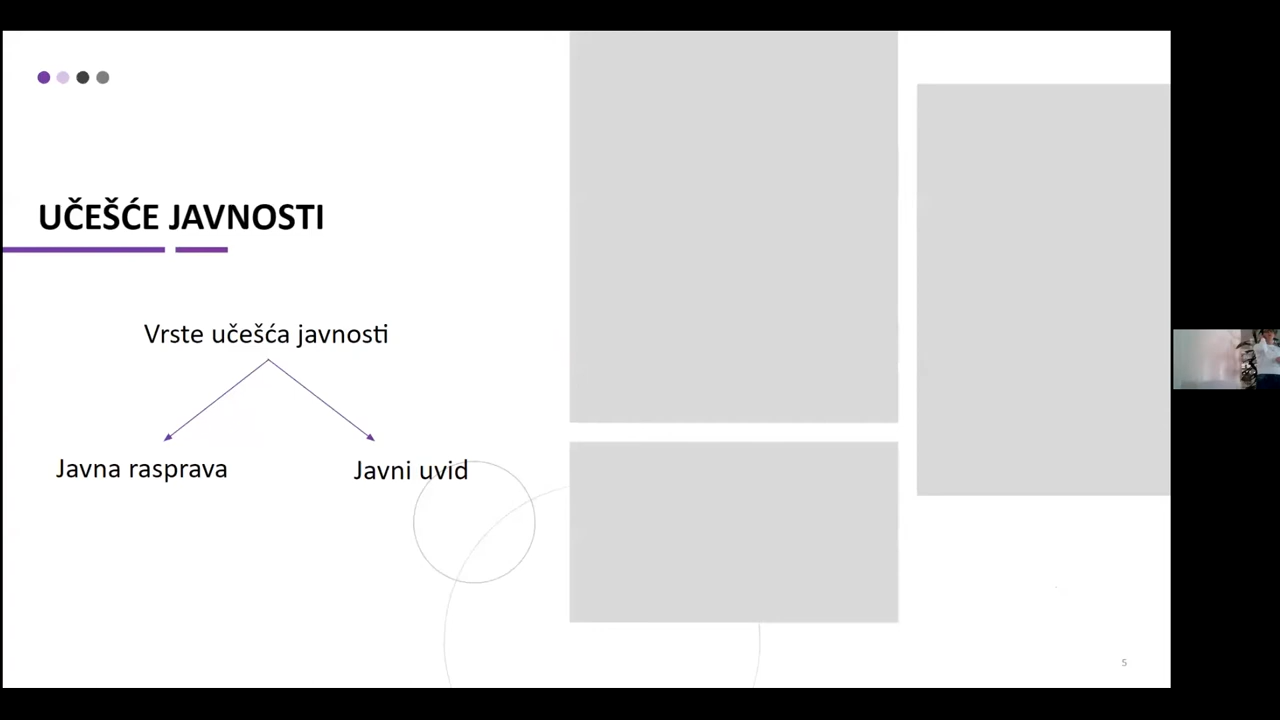 UČEŠĆE JAVNOSTI
Vrste učešća javnosti
Javna rasprava
Javni uvid
5